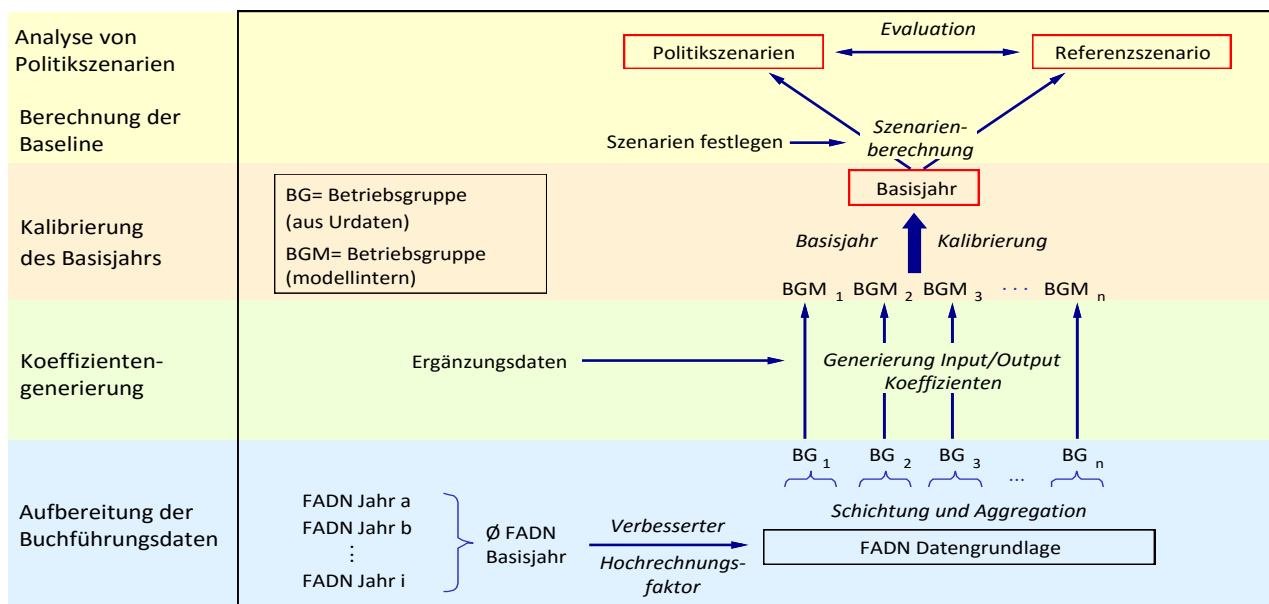 Analyse von
Politikszenarien
Evaluation
Politikszenarien
Referenzszenario
Berechnung der
Baseline
Szenarien festlegen
Szenarien-
berechnung
Kalibrierung
des Basisjahrs
BG= Betriebsgruppe
(aus Urdaten)
BGM= Betriebsgruppe
(modellintern)
Basisjahr
Basisjahr Kalibrierung
BGM 1 BGM 2 BGM 3 ... BGM n
Koeffizienten-
generierung
Ergänzungsdaten
Generierung Input/Output
Koeffizienten
BG 1 BG 2 BG 3 ... BG n
Aufbereitung der
Buchführungsdaten
FADN Jahr a
FADN Jahr b
⋮
FADN Jahr i
Ø FADN
Basisjahr
Verbesserter
Hochrechnungs-
faktor
Schichtung und Aggregation
FADN Datengrundlage